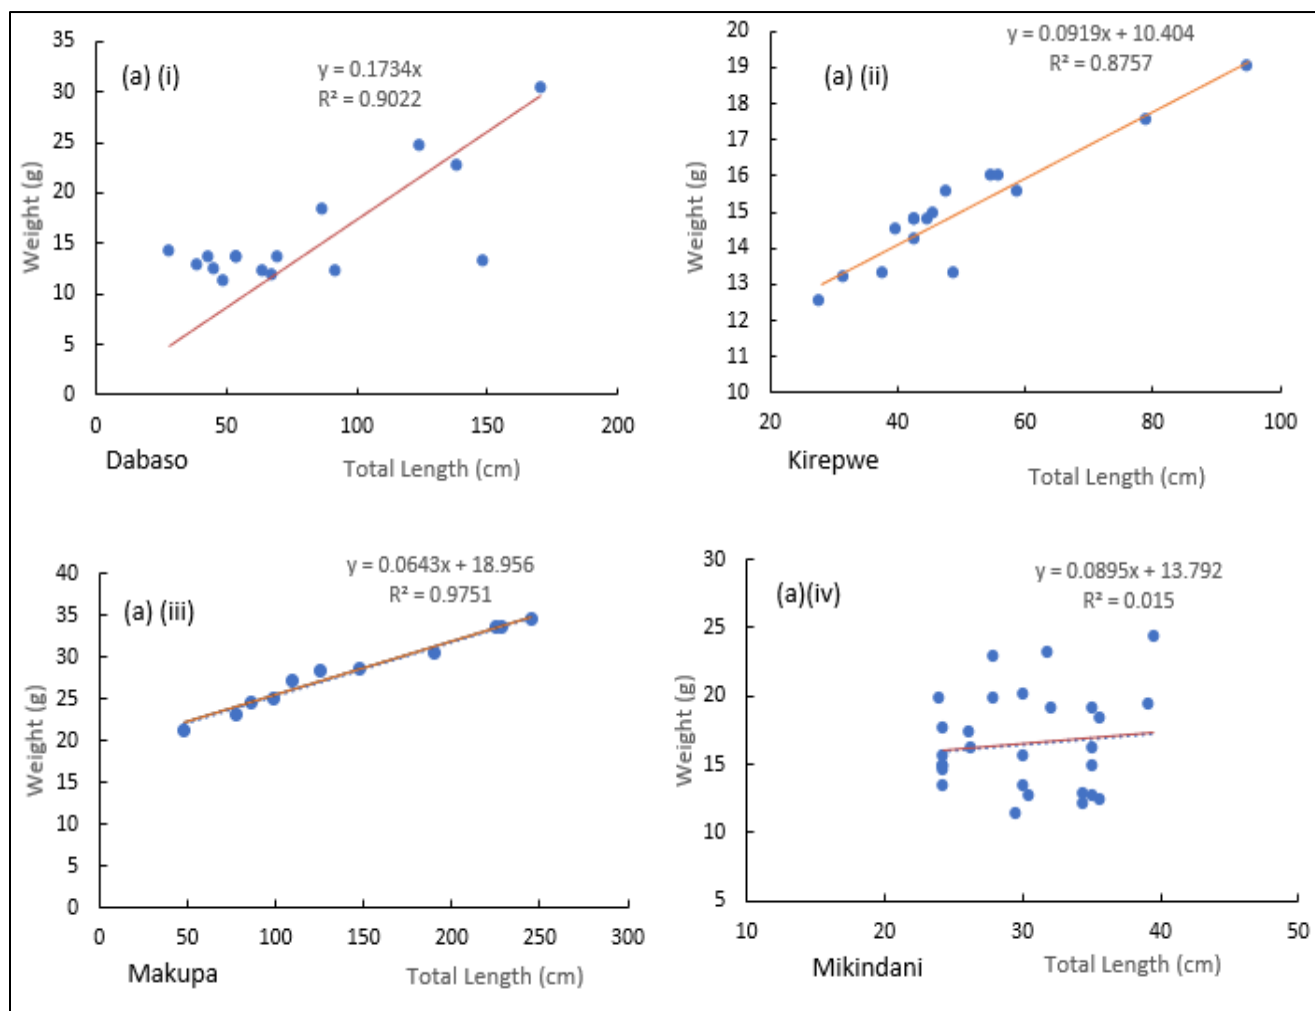 (a) (i)
y = 0.1734x
R² = 0.9022
35
30
25
20
15
10
5
0
Weight (g)
0 50 100 150 200
Dabaso
Total Length (cm)
(a) (ii)
y = 0.0919x + 10.404
R² = 0.8757
20
19
18
17
16
15
14
13
12
11
10
Weight (g)
20 40 60 80 100
Kirepwe
Total Length (cm)
(a) (iii)
y = 0.0643x + 18.956
R² = 0.9751
40
35
30
25
20
15
10
5
0
Weight (g)
0 50 100 150 200 250 300
Makupa
Total Length (cm)
(a)(iv)
y = 0.0895x + 13.792
R² = 0.015
30
25
20
15
10
5
Weight (g)
10 20 30 40 50
Mikindani
Total Length (cm)